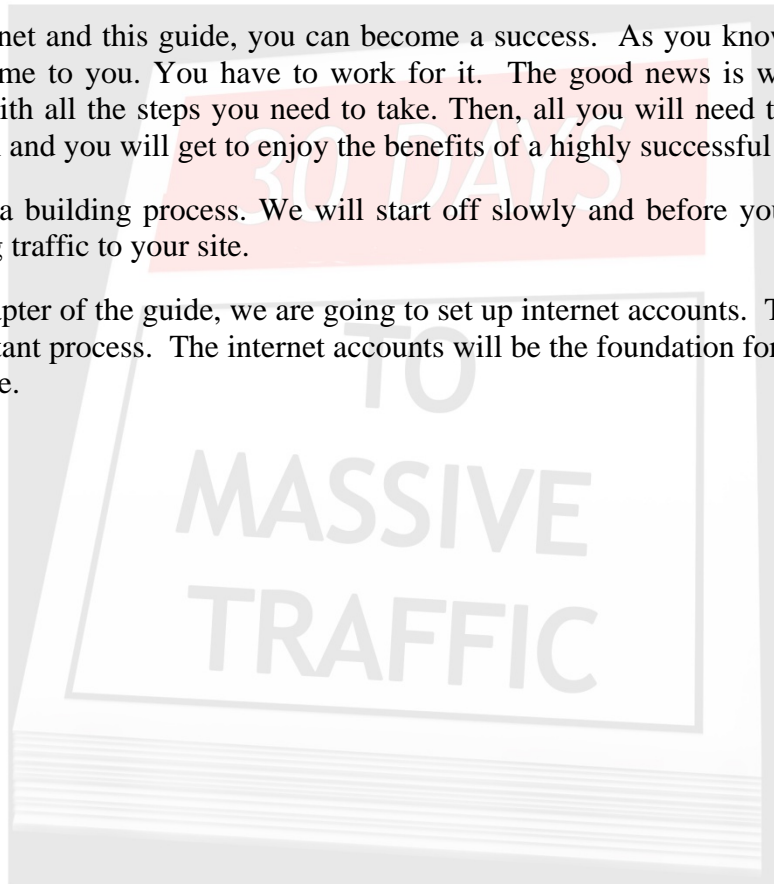 net and this guide, you can become a success. As you know
me to you. You have to work for it. The good news is w
ith all the steps you need to take. Then, all you will need t
and you will get to enjoy the benefits of a highly successful
a building process. We will start off slowly and before you
g traffic to your site.
pter of the guide, we are going to set up internet accounts. T
tant process. The internet accounts will be the foundation for
e.
30 DAYS
TO
MASSIVE
TRAFFIC